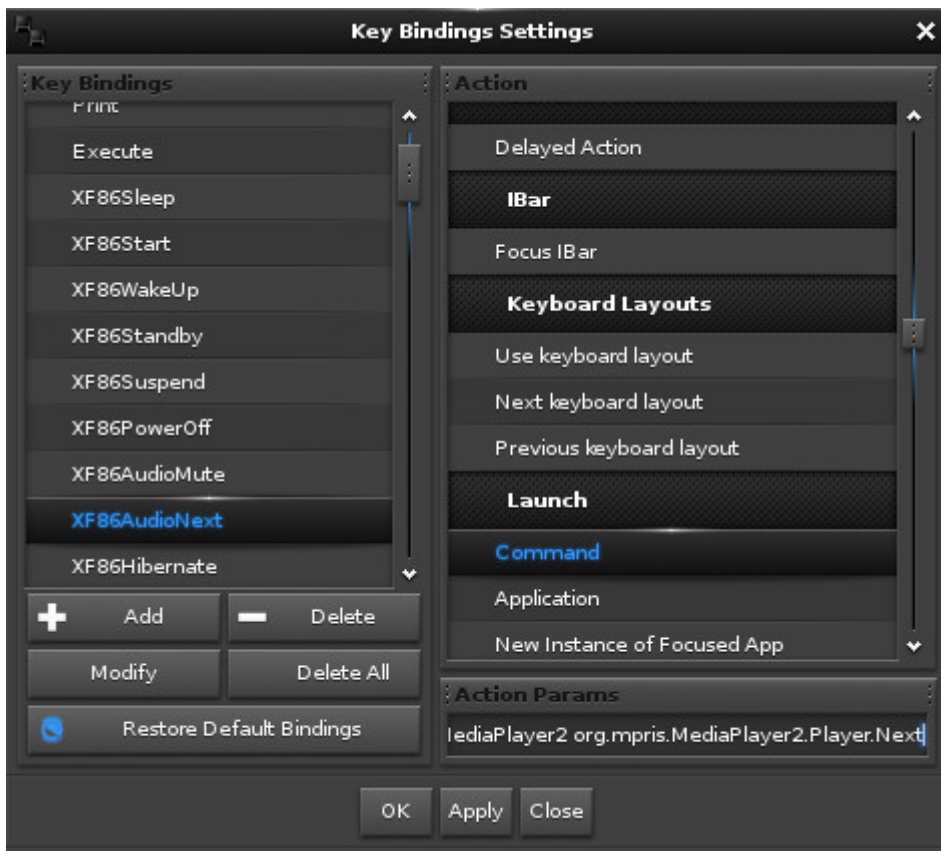 Key Bindings Settings
Key Bindings
Print
Execute
XF86Sleep
XF86Start
XF86WakeUp
XF86Standby
XF86Suspend
XF86PowerOff
XF86AudioMute
XF86AudioNext
XF86Hibernate
Add
Delete
Modify
Delete All
Restore Default Bindings
Action
Delayed Action
IBar
Focus IBar
Keyboard Layouts
Use keyboard layout
Next keyboard layout
Previous keyboard layout
Launch
Command
Application
New Instance of Focused App
Action Params
lediaPlayer2 org.mpris.MediaPlayer2.Player.Next
OK
Apply
Close